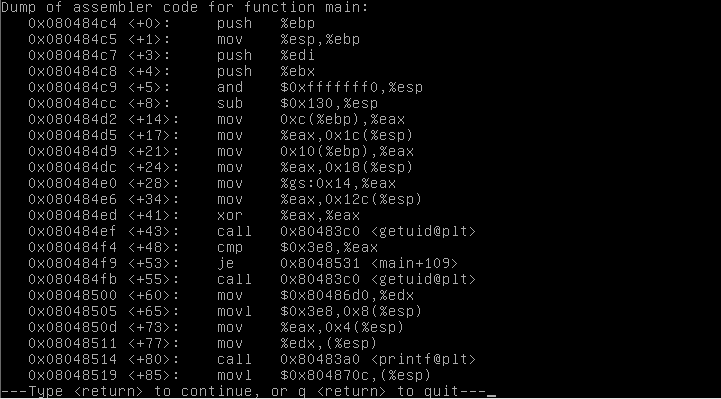 Dump of assembler code for function main:
   0x080484c4 <+0>:     push   %ebp
   0x080484c5 <+1>:     mov    %esp,%ebp
   0x080484c7 <+3>:     push   %edi
   0x080484c8 <+4>:     push   %ebx
   0x080484c9 <+5>:     and    $0xfffffff0,%esp
   0x080484cc <+8>:     sub    $0x130,%esp
   0x080484d2 <+14>:    mov    0xc(%ebp),%eax
   0x080484d5 <+17>:    mov    %eax,0x1c(%esp)
   0x080484d9 <+21>:    mov    0x10(%ebp),%eax
   0x080484dc <+24>:    mov    %eax,0x18(%esp)
   0x080484e0 <+28>:    mov    %gs:0x14,%eax
   0x080484e6 <+34>:    mov    %eax,0x12c(%esp)
   0x080484ed <+41>:    xor    %eax,%eax
   0x080484ef <+43>:    call   0x80483c0 <getuid@plt>
   0x080484f4 <+48>:    cmp    $0x3e8,%eax
   0x080484f9 <+53>:    je     0x8048531 <main+109>
   0x080484fb <+55>:    call   0x80483c0 <getuid@plt>
   0x08048500 <+60>:    mov    $0x80486d0,%edx
   0x08048505 <+65>:    movl   $0x3e8,0x8(%esp)
   0x0804850d <+73>:    mov    %eax,0x4(%esp)
   0x08048511 <+77>:    mov    %edx,(%esp)
   0x08048514 <+80>:    call   0x80483a0 <printf@plt>
   0x08048519 <+85>:    movl   $0x804870c,(%esp)
---Type <return> to continue, or q <return> to quit---